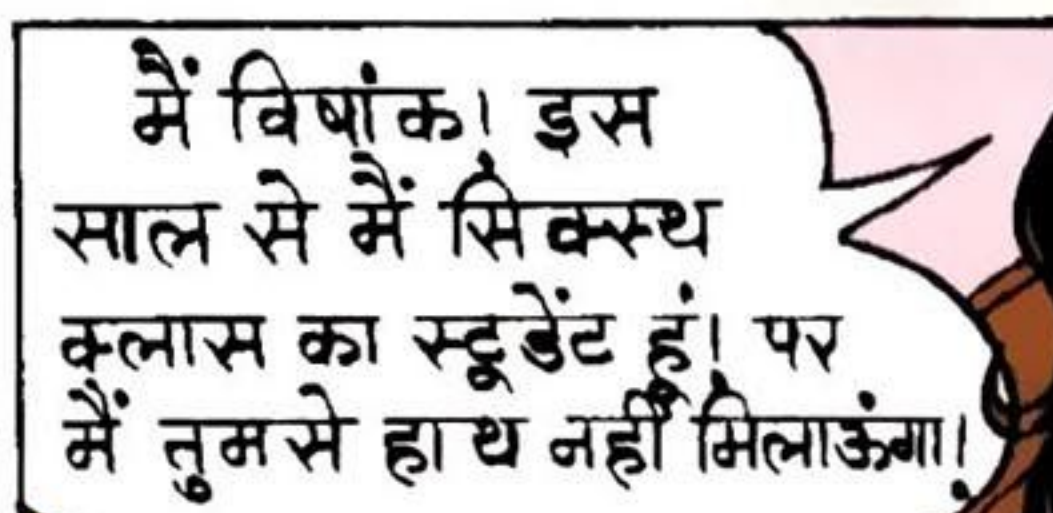 मैं विषांक। इस
साल से मैं सिक्स्थ
क्लास का स्टूडेंट हूं! पर
मैं तुमसे हाथ नहीं मिलाऊंगा!